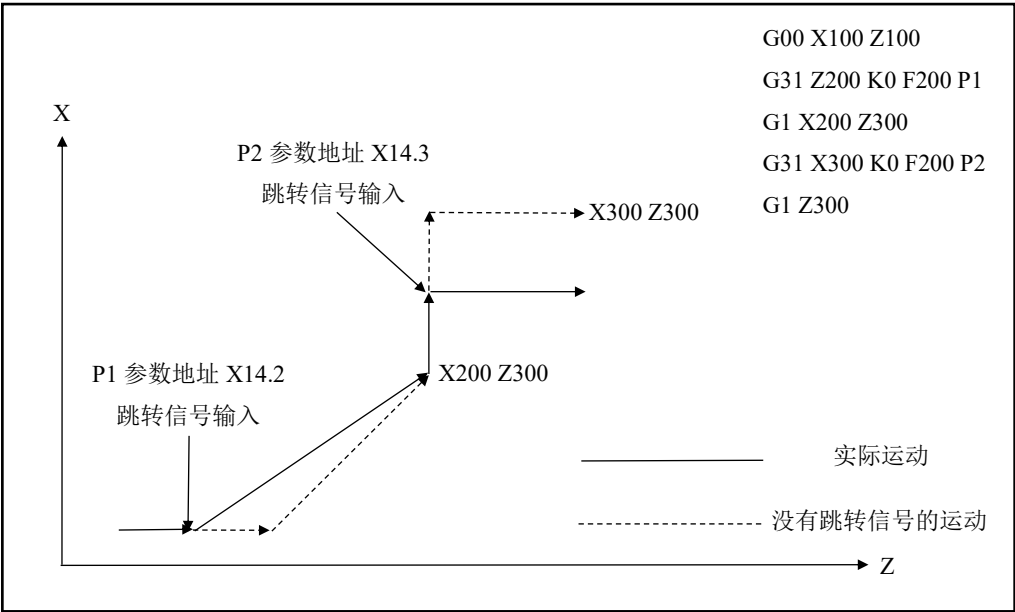 G00 X100 Z100
G31 Z200 K0 F200 P1
G1 X200 Z300
G31 X300 K0 F200 P2
G1 Z300
X
P2 参数地址 X14.3
跳转信号输入
X300 Z300
P1 参数地址 X14.2
跳转信号输入
X200 Z300
实际运动
没有跳转信号的运动
Z